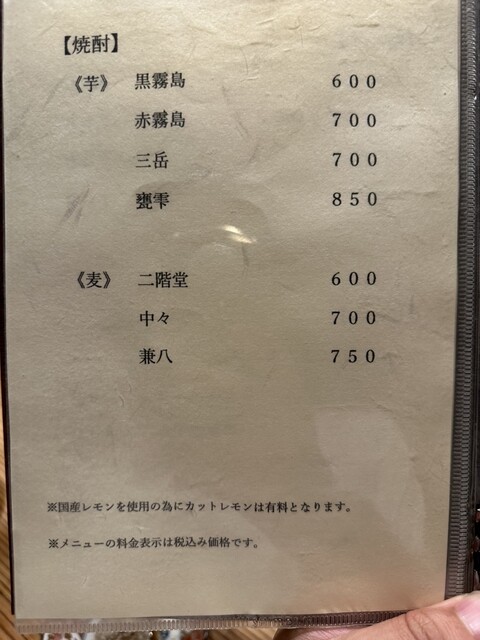 【焼酎】
《芋》 黒霧島 600
赤霧島 700
三岳 700
甕雫 850
《麦》 二階堂 600
中々 700
兼八 750
※国産レモンを使用の為にカットレモンは有料となります。
※メニューの料金表示は税込み価格です。